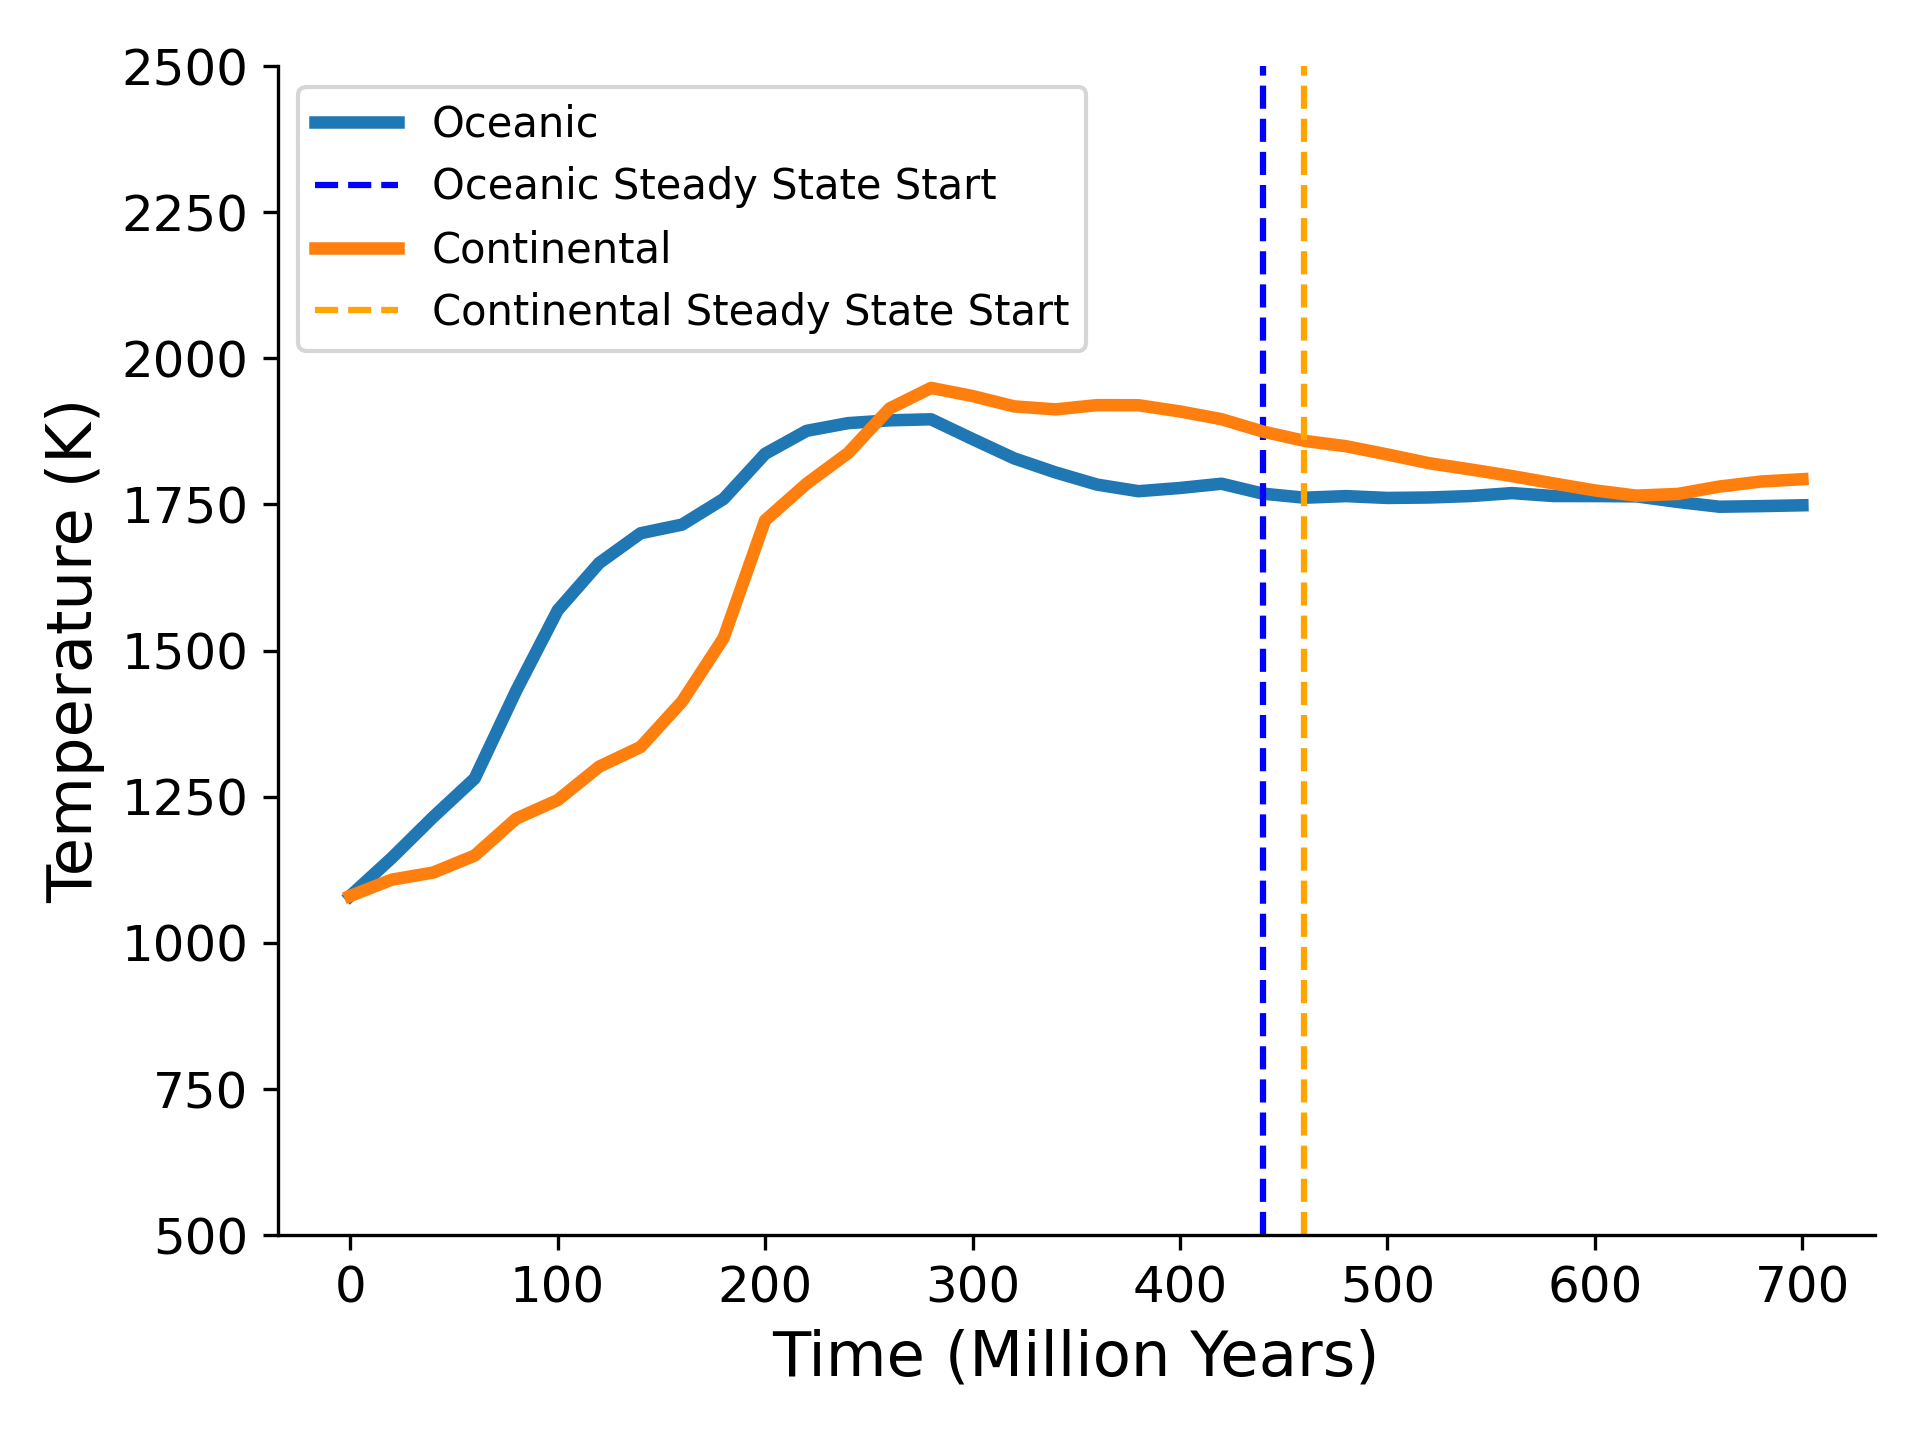 2500
2250
2000
1750
1500
1250
1000
750
500
Temperature (K)
Oceanic
Oceanic Steady State Start
Continental
Continental Steady State Start
0 100 200 300 400 500 600 700
Time (Million Years)